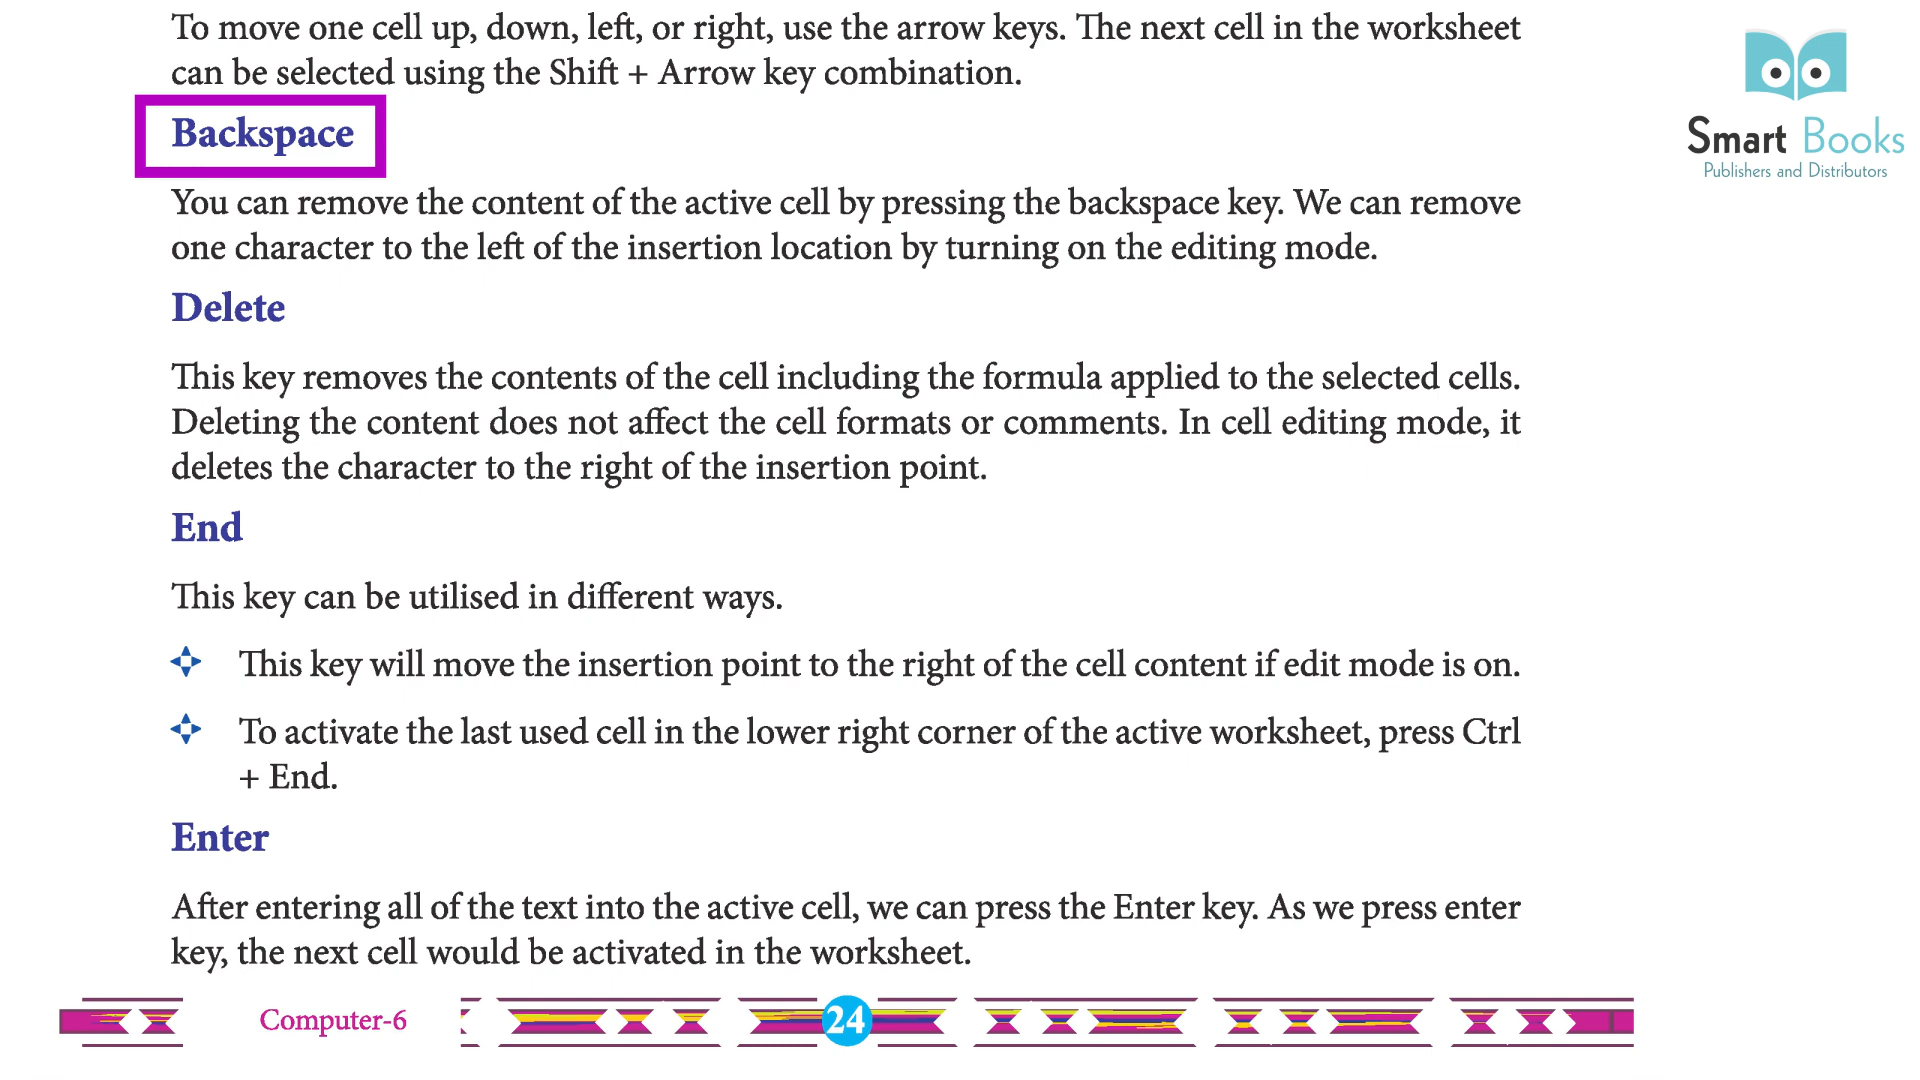 To move one cell up, down, left, or right, use the arrow keys. The next cell in the worksheet
can be selected using the Shift + Arrow key combination.
Backspace
You can remove the content of the active cell by pressing the backspace key. We can remove
one character to the left of the insertion location by turning on the editing mode.
Delete
This key removes the contents of the cell including the formula applied to the selected cells.
Deleting the content does not affect the cell formats or comments. In cell editing mode, it
deletes the character to the right of the insertion point.
End
This key can be utilised in different ways.
This key will move the insertion point to the right of the cell content if edit mode is on.
To activate the last used cell in the lower right corner of the active worksheet, press Ctrl
+ End.
Enter
After entering all of the text into the active cell, we can press the Enter key. As we press enter
key, the next cell would be activated in the worksheet.
Computer-6
24
Smart Books
Publishers and Distributors